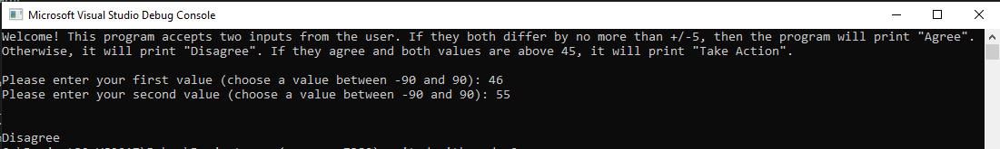 Microsoft Visual Studio Debug Console
Welcome! This program accepts two inputs from the user. If they both differ by no more than +/-5, then the program will print "Agree".
Otherwise, it will print "Disagree". If they agree and both values are above 45, it will print "Take Action".
Please enter your first value (choose a value between -90 and 90): 46
Please enter your second value (choose a value between -90 and 90): 55
Disagree